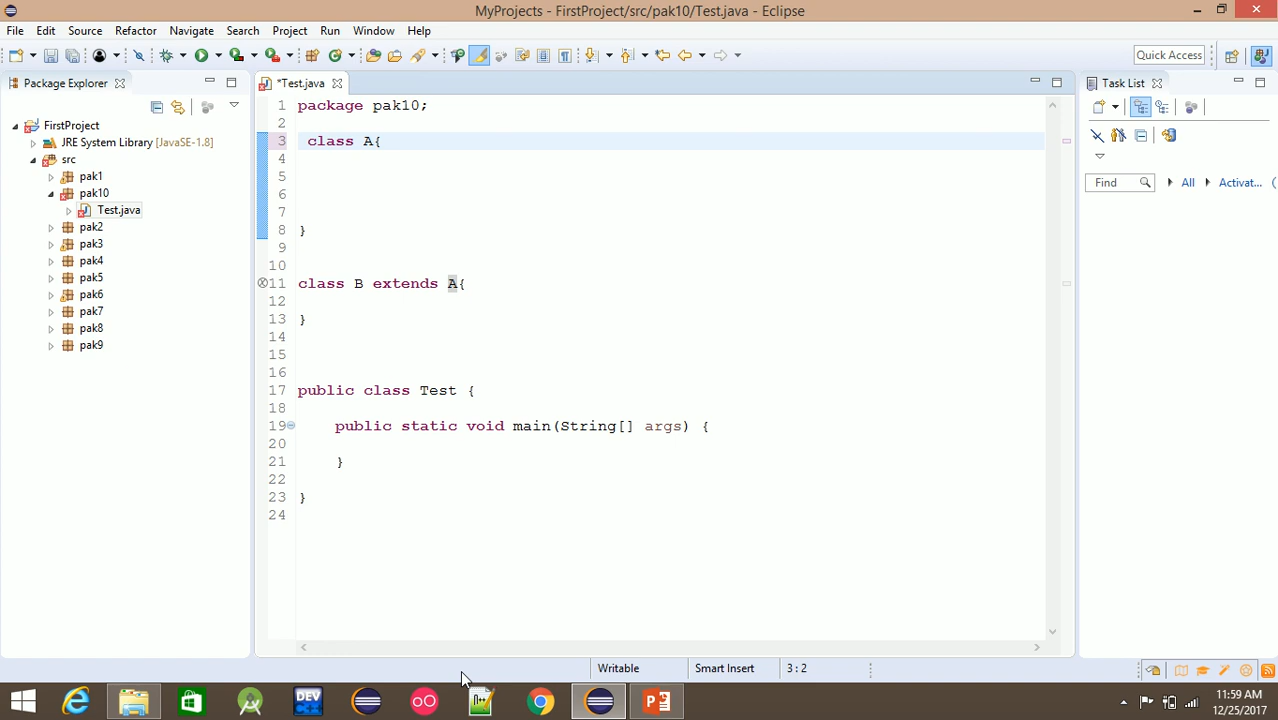 MyProjects - FirstProject/src/pak10/Test.java - Eclipse
File Edit Source Refactor Navigate Search Project Run Window Help
Quick Access
Package Explorer
*Test.java
Task List
FirstProject
JRE System Library [JavaSE-1.8]
src
pak1
pak10
Test.java
pak2
pak3
pak4
pak5
pak6
pak7
pak8
pak9
1 package pak10;
2
3 class A{
4
5
6
7
8 }
9
10
11 class B extends A{
12
13 }
14
15
16
17 public class Test {
18
19 public static void main(String[] args) {
20
21 }
22
23 }
24
Find All Activat...
Writable Smart Insert 3 : 2
DEV
11:59 AM
12/25/2017